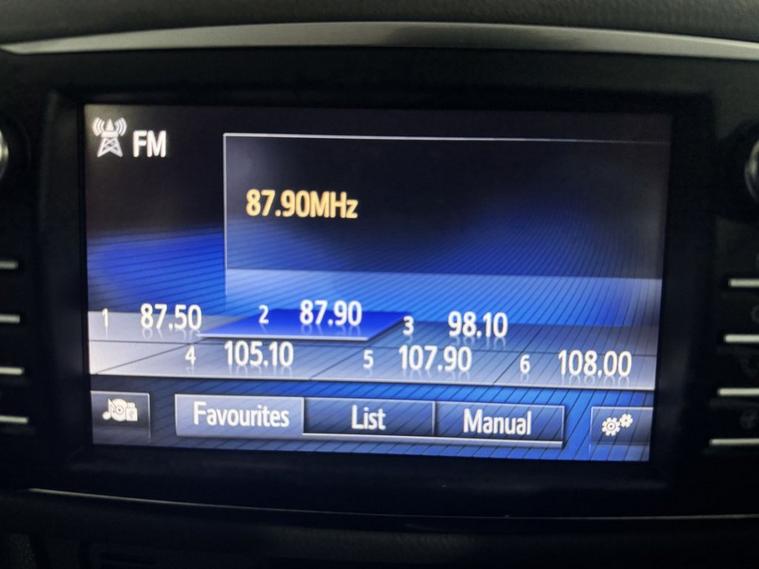 FM
87.90MHz
1 87.50 2 87.90 3 98.10
4 105.10 5 107.90 6 108.00
Favourites List Manual